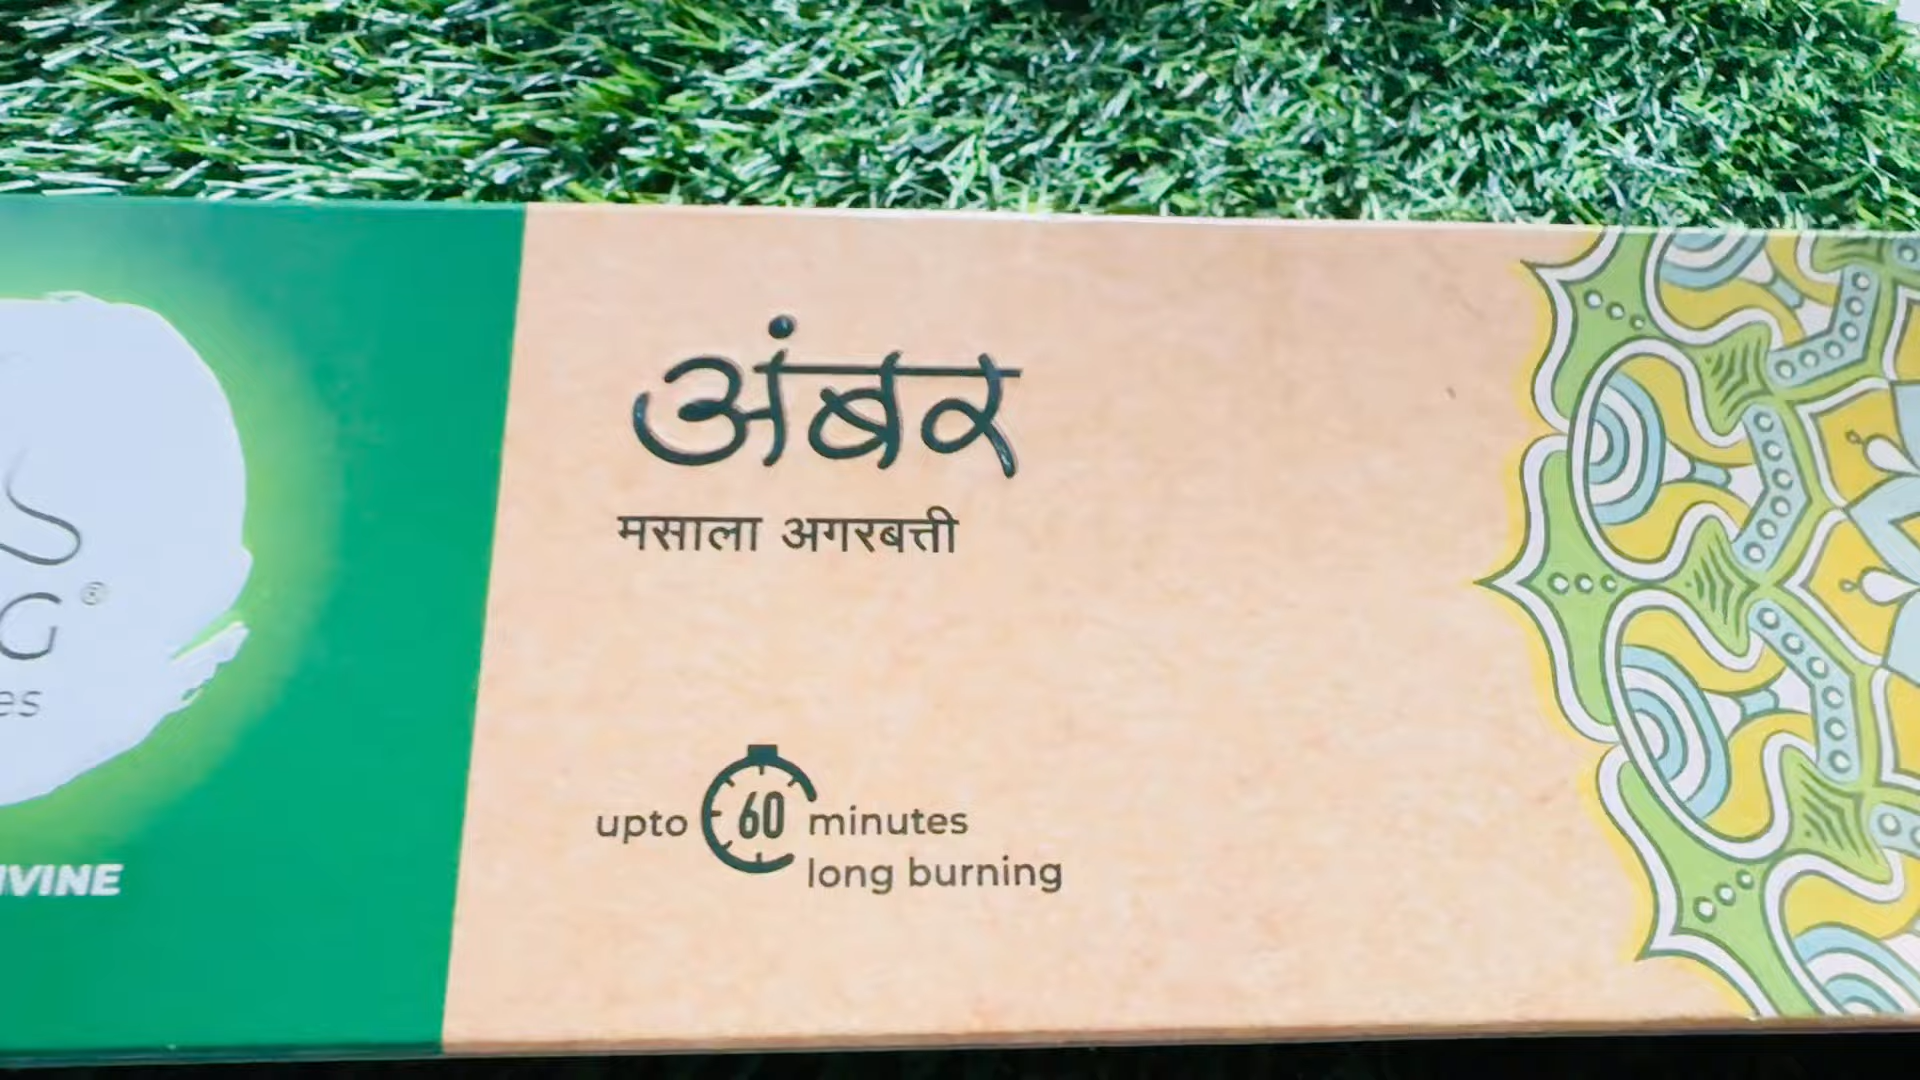 अंबर
मसाला अगरबत्ती
upto 60 minutes
long burning